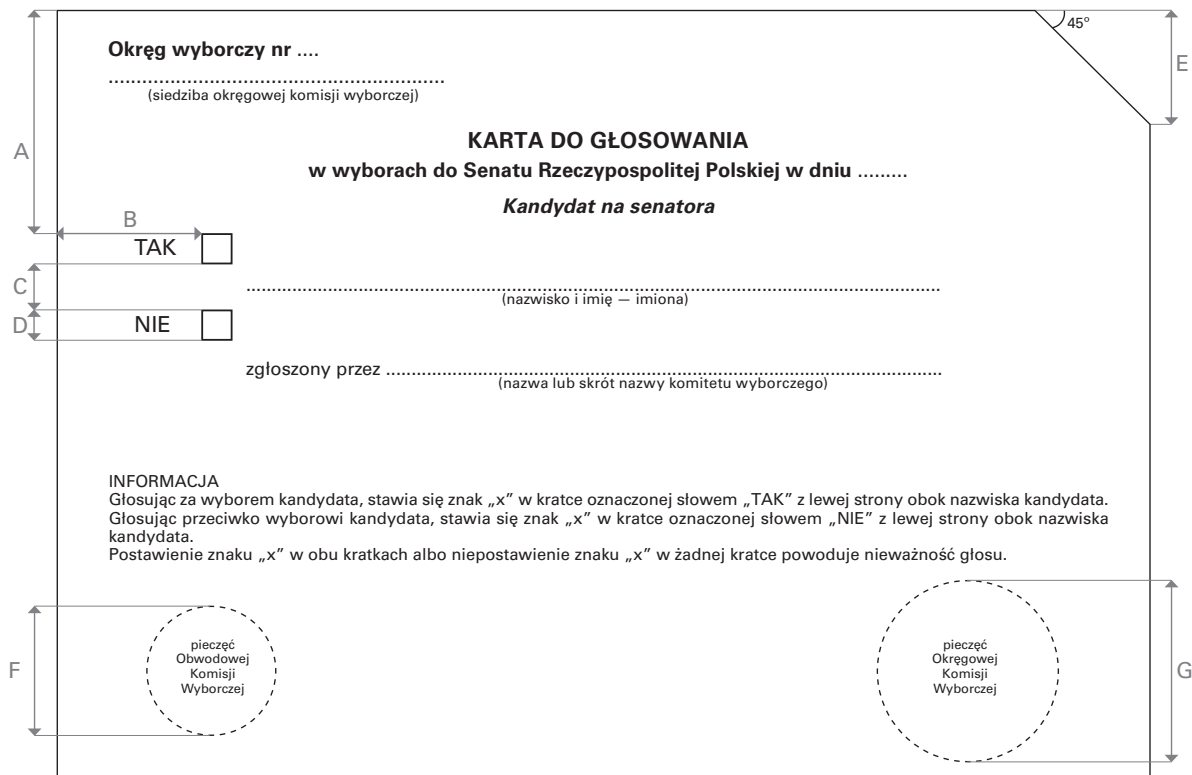 45°
E
Okręg wyborczy nr ....
............................................................
(siedziba okręgowej komisji wyborczej)
A
KARTA DO GŁOSOWANIA
w wyborach do Senatu Rzeczypospolitej Polskiej w dniu .........
Kandydat na senatora
B
TAK
C
............................................................................................................................
(nazwisko i imię — imiona)
D
NIE
zgłoszony przez ....................................................................................................
(nazwa lub skrót nazwy komitetu wyborczego)
INFORMACJA
Głosując za wyborem kandydata, stawia się znak „x” w kratce oznaczonej słowem „TAK” z lewej strony obok nazwiska kandydata.
Głosując przeciwko wyborowi kandydata, stawia się znak „x” w kratce oznaczonej słowem „NIE” z lewej strony obok nazwiska
kandydata.
Postawienie znaku „x” w obu kratkach albo niepostawienie znaku „x” w żadnej kratce powoduje nieważność głosu.
F
pieczęć
Obwodowej
Komisji
Wyborczej
pieczęć
Okręgowej
Komisji
Wyborczej
G